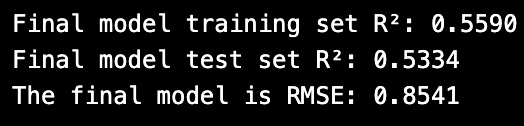 Final model training set R²: 0.5590
Final model test set R²: 0.5334
The final model is RMSE: 0.8541